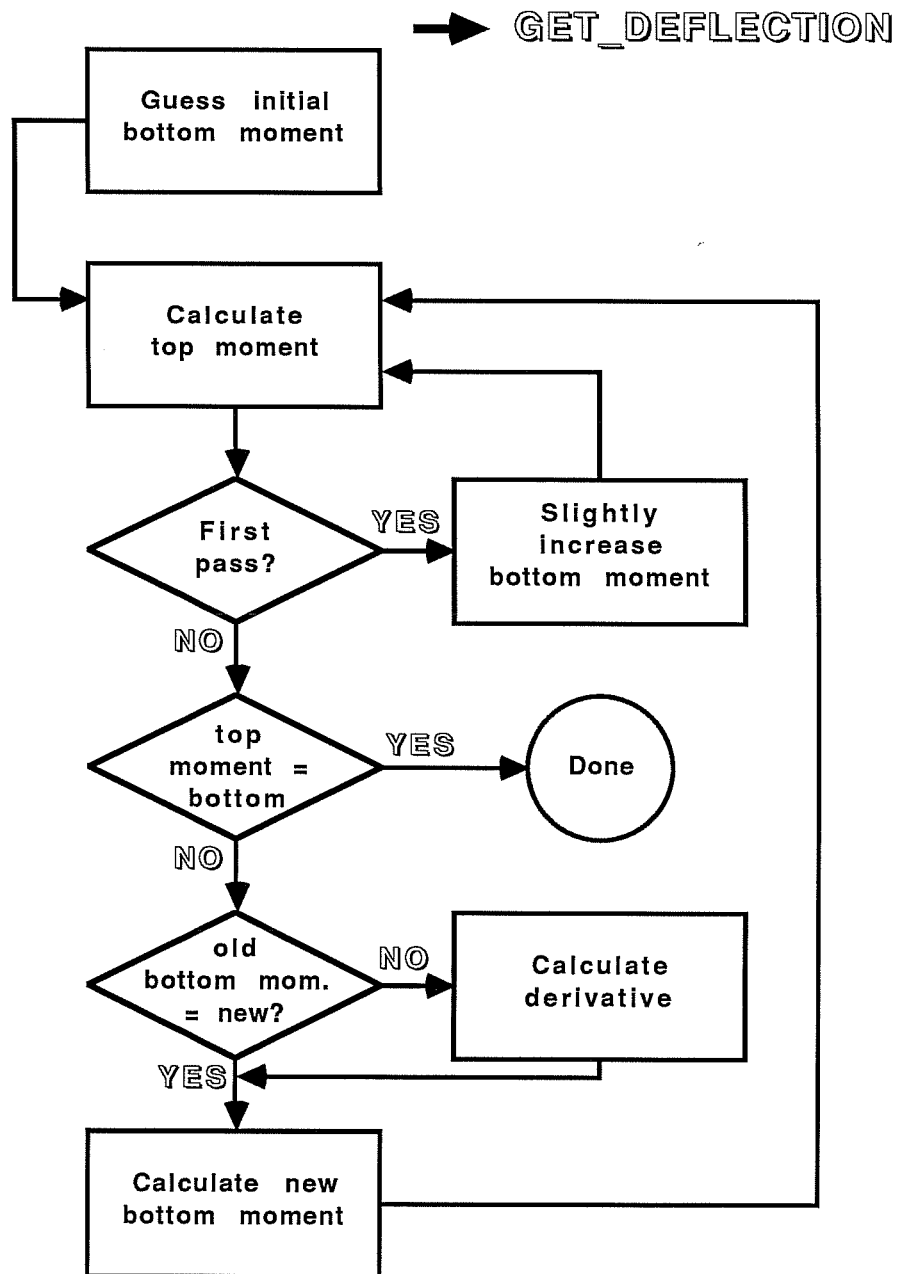 GET_DEFLECTION
Guess initial
bottom moment
Calculate
top moment
First
pass?
YES
Slightly
increase
bottom moment
NO
top
moment =
bottom
YES
Done
NO
old
bottom mom.
= new?
NO
Calculate
derivative
YES
Calculate new
bottom moment